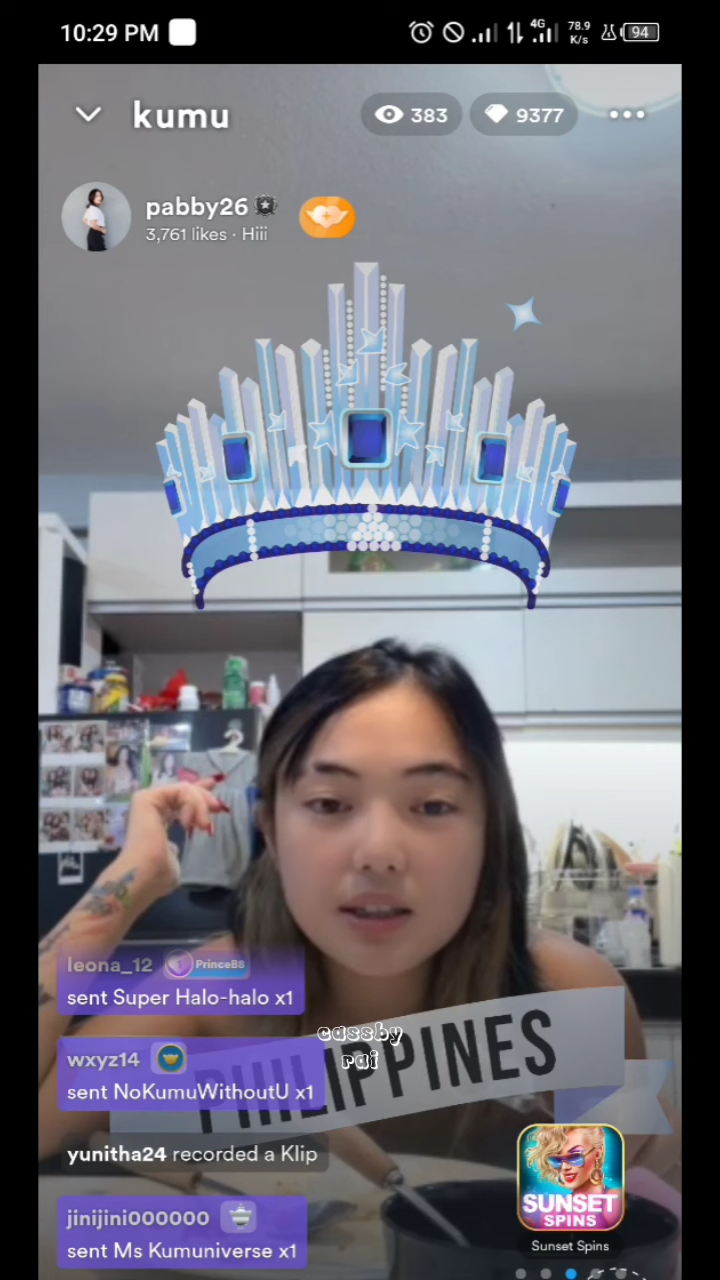 10:29 PM
4G
78.9
K/s
94
kumu
383
9377
pabby26
3,761 likes · Hiii
leona_12
PrinceB8
sent Super Halo-halo x1
cassby
rai
PHILIPPINES
wxyz14
sent NoKumuWithoutU x1
yunitha24 recorded a Klip
SUNSET
SPINS
Sunset Spins
jinijini000000
sent Ms Kumuniverse x1